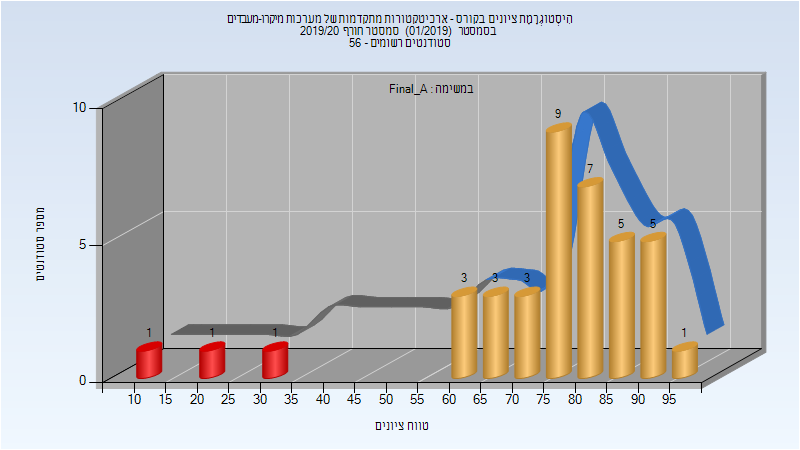 היסטוגרמת ציונים בקורס - ארכיטקטורות מתקדמות של מערכות מיקרו-מעבדים
בסמסטר (01/2019) סמסטר חורף 2019/20
סטודנטים רשומים - 56
במשימה : Final_A
מספר סטודנטים
10
5
0
1
1
1
3
3
3
9
7
5
5
1
10 15 20 25 30 35 40 45 50 55 60 65 70 75 80 85 90 95
טווח ציונים